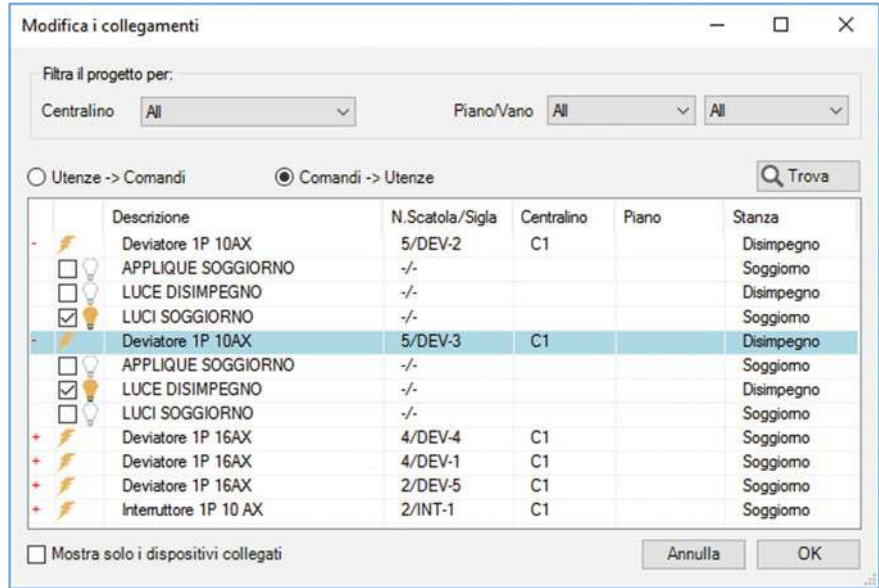 Modifica i collegamenti
Filtra il progetto per:
Centralino All Piano/Vano All All
Utenze -> Comandi Comandi -> Utenze Trova
Descrizione N.Scatola/Sigla Centralino Piano Stanza
- Deviatore 1P 10AX 5/DEV-2 C1 Disimpegno
APPLIQUE SOGGIORNO -/- Soggiorno
LUCE DISIMPEGNO -/- Disimpegno
LUCI SOGGIORNO -/- Soggiorno
- Deviatore 1P 10AX 5/DEV-3 C1 Disimpegno
APPLIQUE SOGGIORNO -/- Soggiorno
LUCE DISIMPEGNO -/- Disimpegno
LUCI SOGGIORNO -/- Soggiorno
+ Deviatore 1P 16AX 4/DEV-4 C1 Soggiorno
+ Deviatore 1P 16AX 4/DEV-1 C1 Soggiorno
+ Deviatore 1P 16AX 2/DEV-5 C1 Soggiorno
+ Interruttore 1P 10 AX 2/INT-1 C1 Soggiorno
Mostra solo i dispositivi collegati Annulla OK